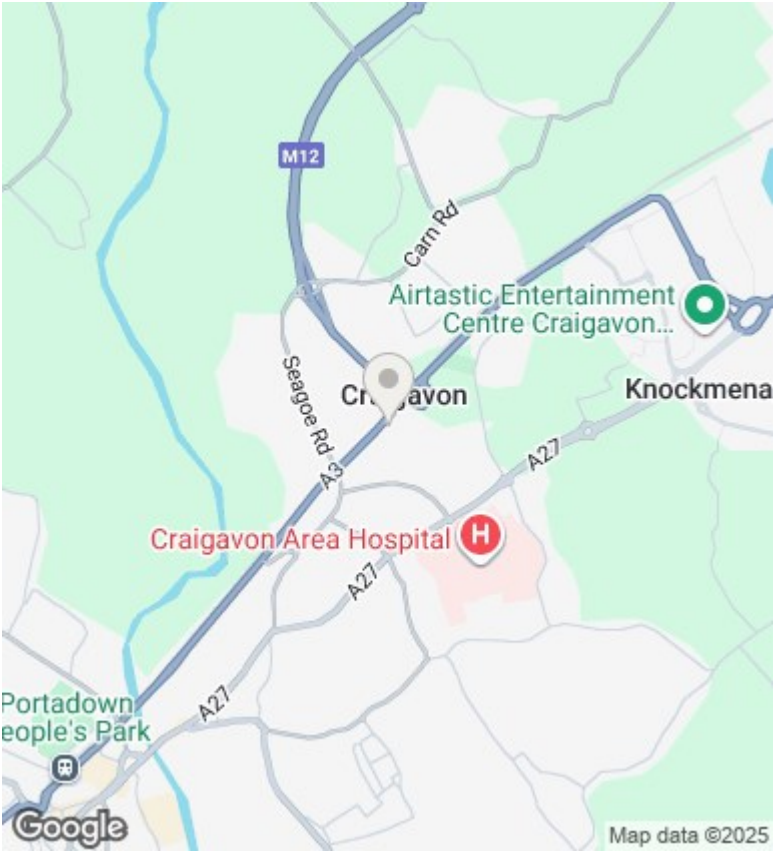 M12
Carn Rd
Airtastic Entertainment
Centre Craigavon...
Seagoe Rd
Knockmena
A3
A27
Craigavon Area Hospital
H
A27
A27
Portadown
eople's Park
Google
Map data ©2025